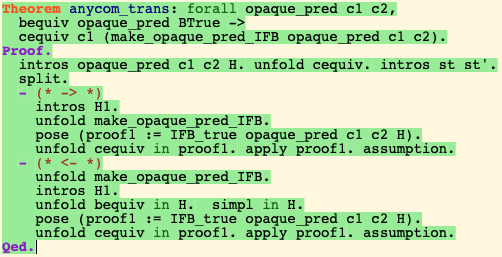 Theorem anycom_trans: forall opaque_pred c1 c2,
bequiv opaque_pred BTrue ->
cequiv c1 (make_opaque_pred_IFB opaque_pred c1 c2).
Proof.
intros opaque_pred c1 c2 H. unfold cequiv. intros st st'.
split.
- (* -> *)
intros H1.
unfold make_opaque_pred_IFB.
pose (proof1 := IFB_true opaque_pred c1 c2 H).
unfold cequiv in proof1. apply proof1. assumption.
- (* <- *)
unfold make_opaque_pred_IFB.
intros H1.
unfold bequiv in H.  simpl in H.
pose (proof1 := IFB_true opaque_pred c1 c2 H).
unfold cequiv in proof1. apply proof1. assumption.
Qed.